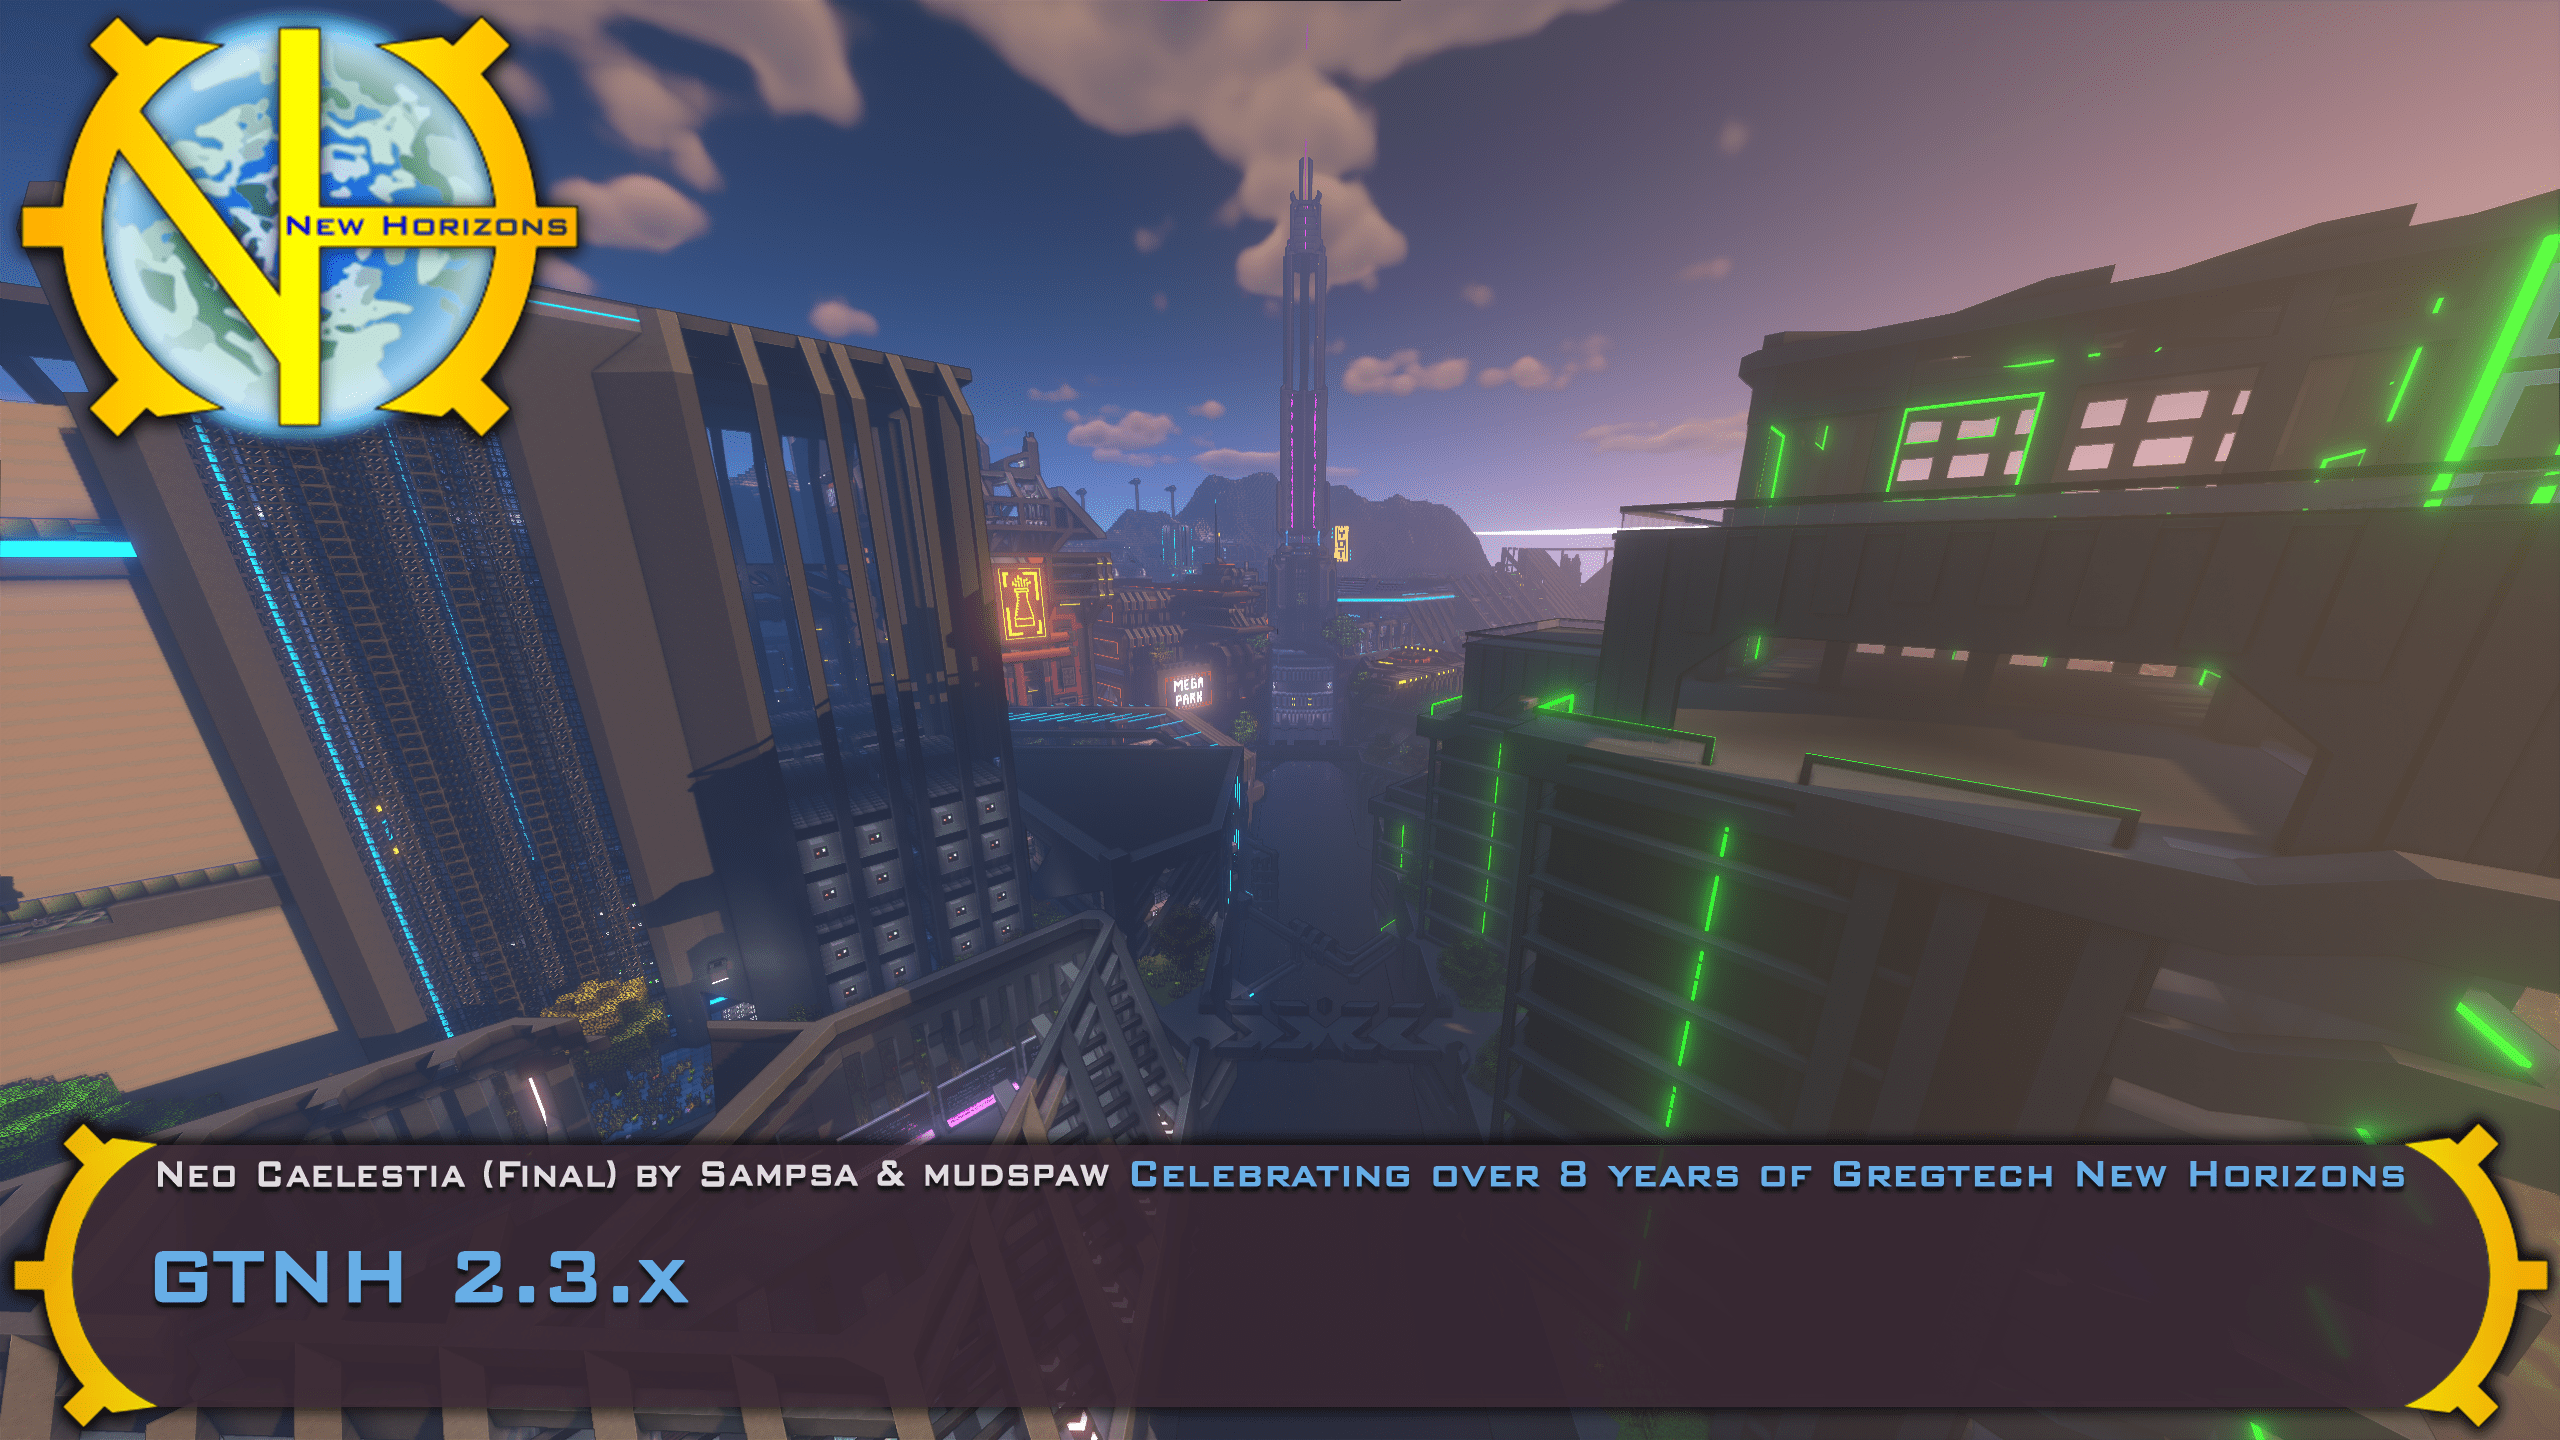 New Horizons
MEGA
PARK
Neo Caelestia (Final) by Sampsa & mudspaw Celebrating over 8 years of Gregtech New Horizons
GTNH 2.3.x